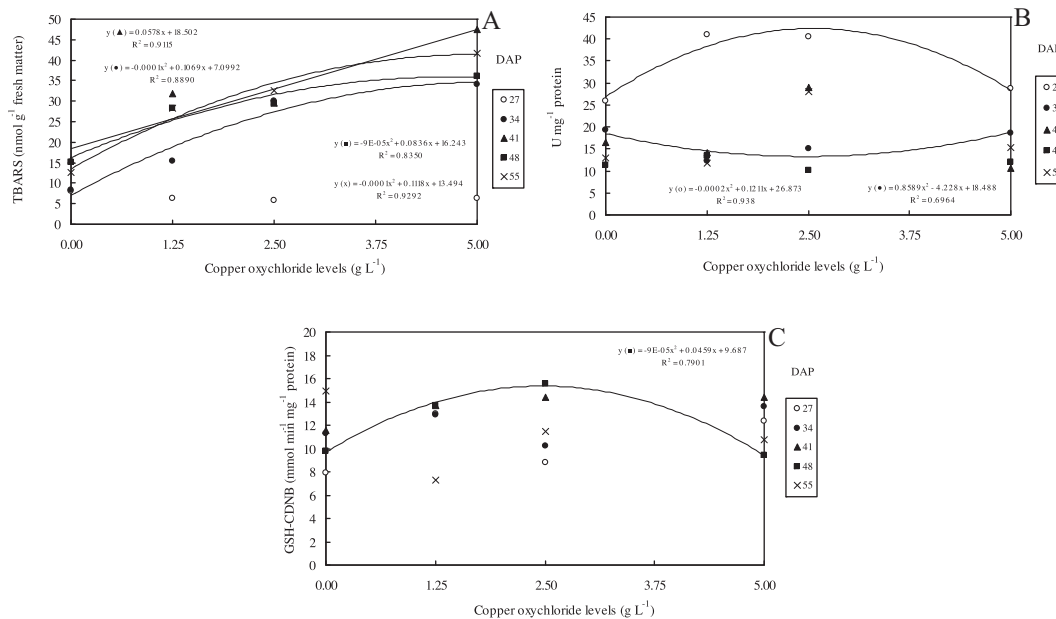 A
50
45
40
35
30
25
20
15
10
5
0
TBARS (nmol g⁻¹ fresh matter)
y (▲) = 0.0578x + 18.502
R² = 0.9115
y (●) = -0.0001x² + 0.1069x + 7.0992
R² = 0.8890
y (■) = -9E-05x² + 0.0836x + 16.243
R² = 0.8350
y (x) = -0.0001x² + 0.1118x + 13.494
R² = 0.9292
0.00 1.25 2.50 3.75 5.00
Copper oxychloride levels (g L⁻¹)
DAP
27
34
41
48
55
B
45
40
35
30
25
20
15
10
5
0
U mg⁻¹ protein
y (o) = -0.0002x² + 0.1211x + 26.873
R² = 0.938
y (●) = 0.8589x² - 4.228x + 18.488
R² = 0.6964
0.00 1.25 2.50 3.75 5.00
Copper oxychloride levels (g L⁻¹)
DA
2
3
4
4
5
C
20
18
16
14
12
10
8
6
4
2
0
GSH-CDNB (mmol min⁻¹ mg⁻¹ protein)
y (■) = -9E-05x² + 0.0459x + 9.687
R² = 0.7901
0.00 1.25 2.50 3.75 5.00
Copper oxychloride levels (g L⁻¹)
DAP
27
34
41
48
55